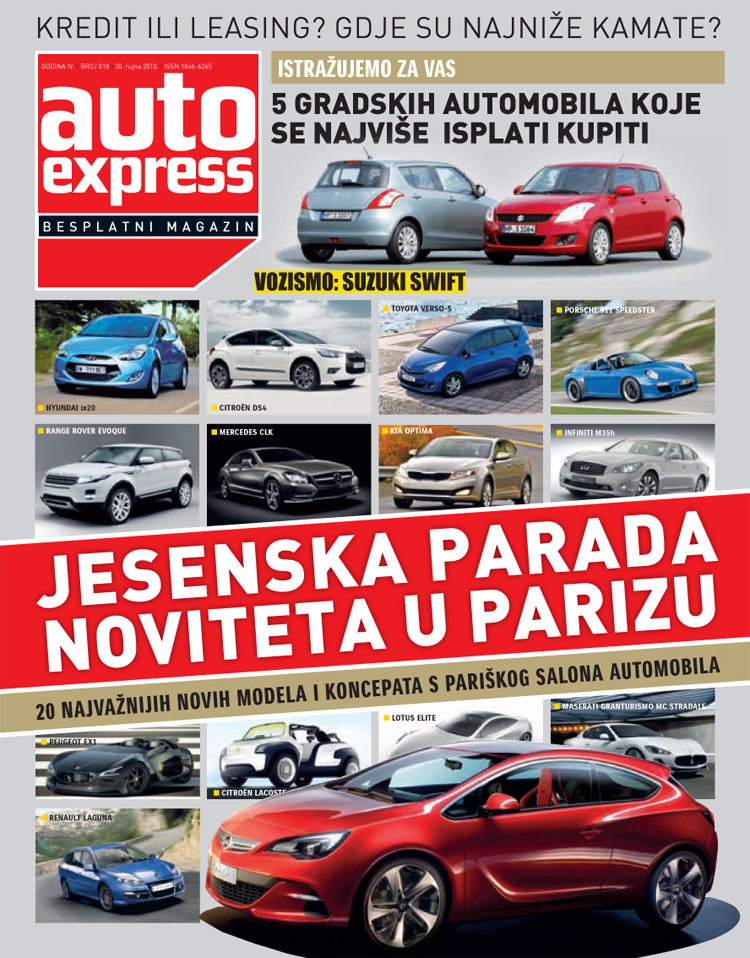 KREDIT ILI LEASING? GDJE SU NAJNIŽE KAMATE?
GODINA IV. BROJ 018 30. rujna 2010. ISSN 1846-6265
auto
express
BESPLATNI MAGAZIN
ISTRAŽUJEMO ZA VAS
5 GRADSKIH AUTOMOBILA KOJE
SE NAJVIŠE ISPLATI KUPITI
VOZISMO: SUZUKI SWIFT
HYUNDAI ix20
CITROËN DS4
TOYOTA VERSO-S
PORSCHE 911 SPEEDSTER
RANGE ROVER EVOQUE
MERCEDES CLK
KIA OPTIMA
INFINITI M35h
JESENSKA PARADA
NOVITETA U PARIZU
20 NAJVAŽNIJIH NOVIH MODELA I KONCEPATA S PARIŠKOG SALONA AUTOMOBILA
PEUGEOT EX1
CITROËN LACOSTE
LOTUS ELITE
MASERATI GRANTURISMO MC STRADALE
RENAULT LAGUNA